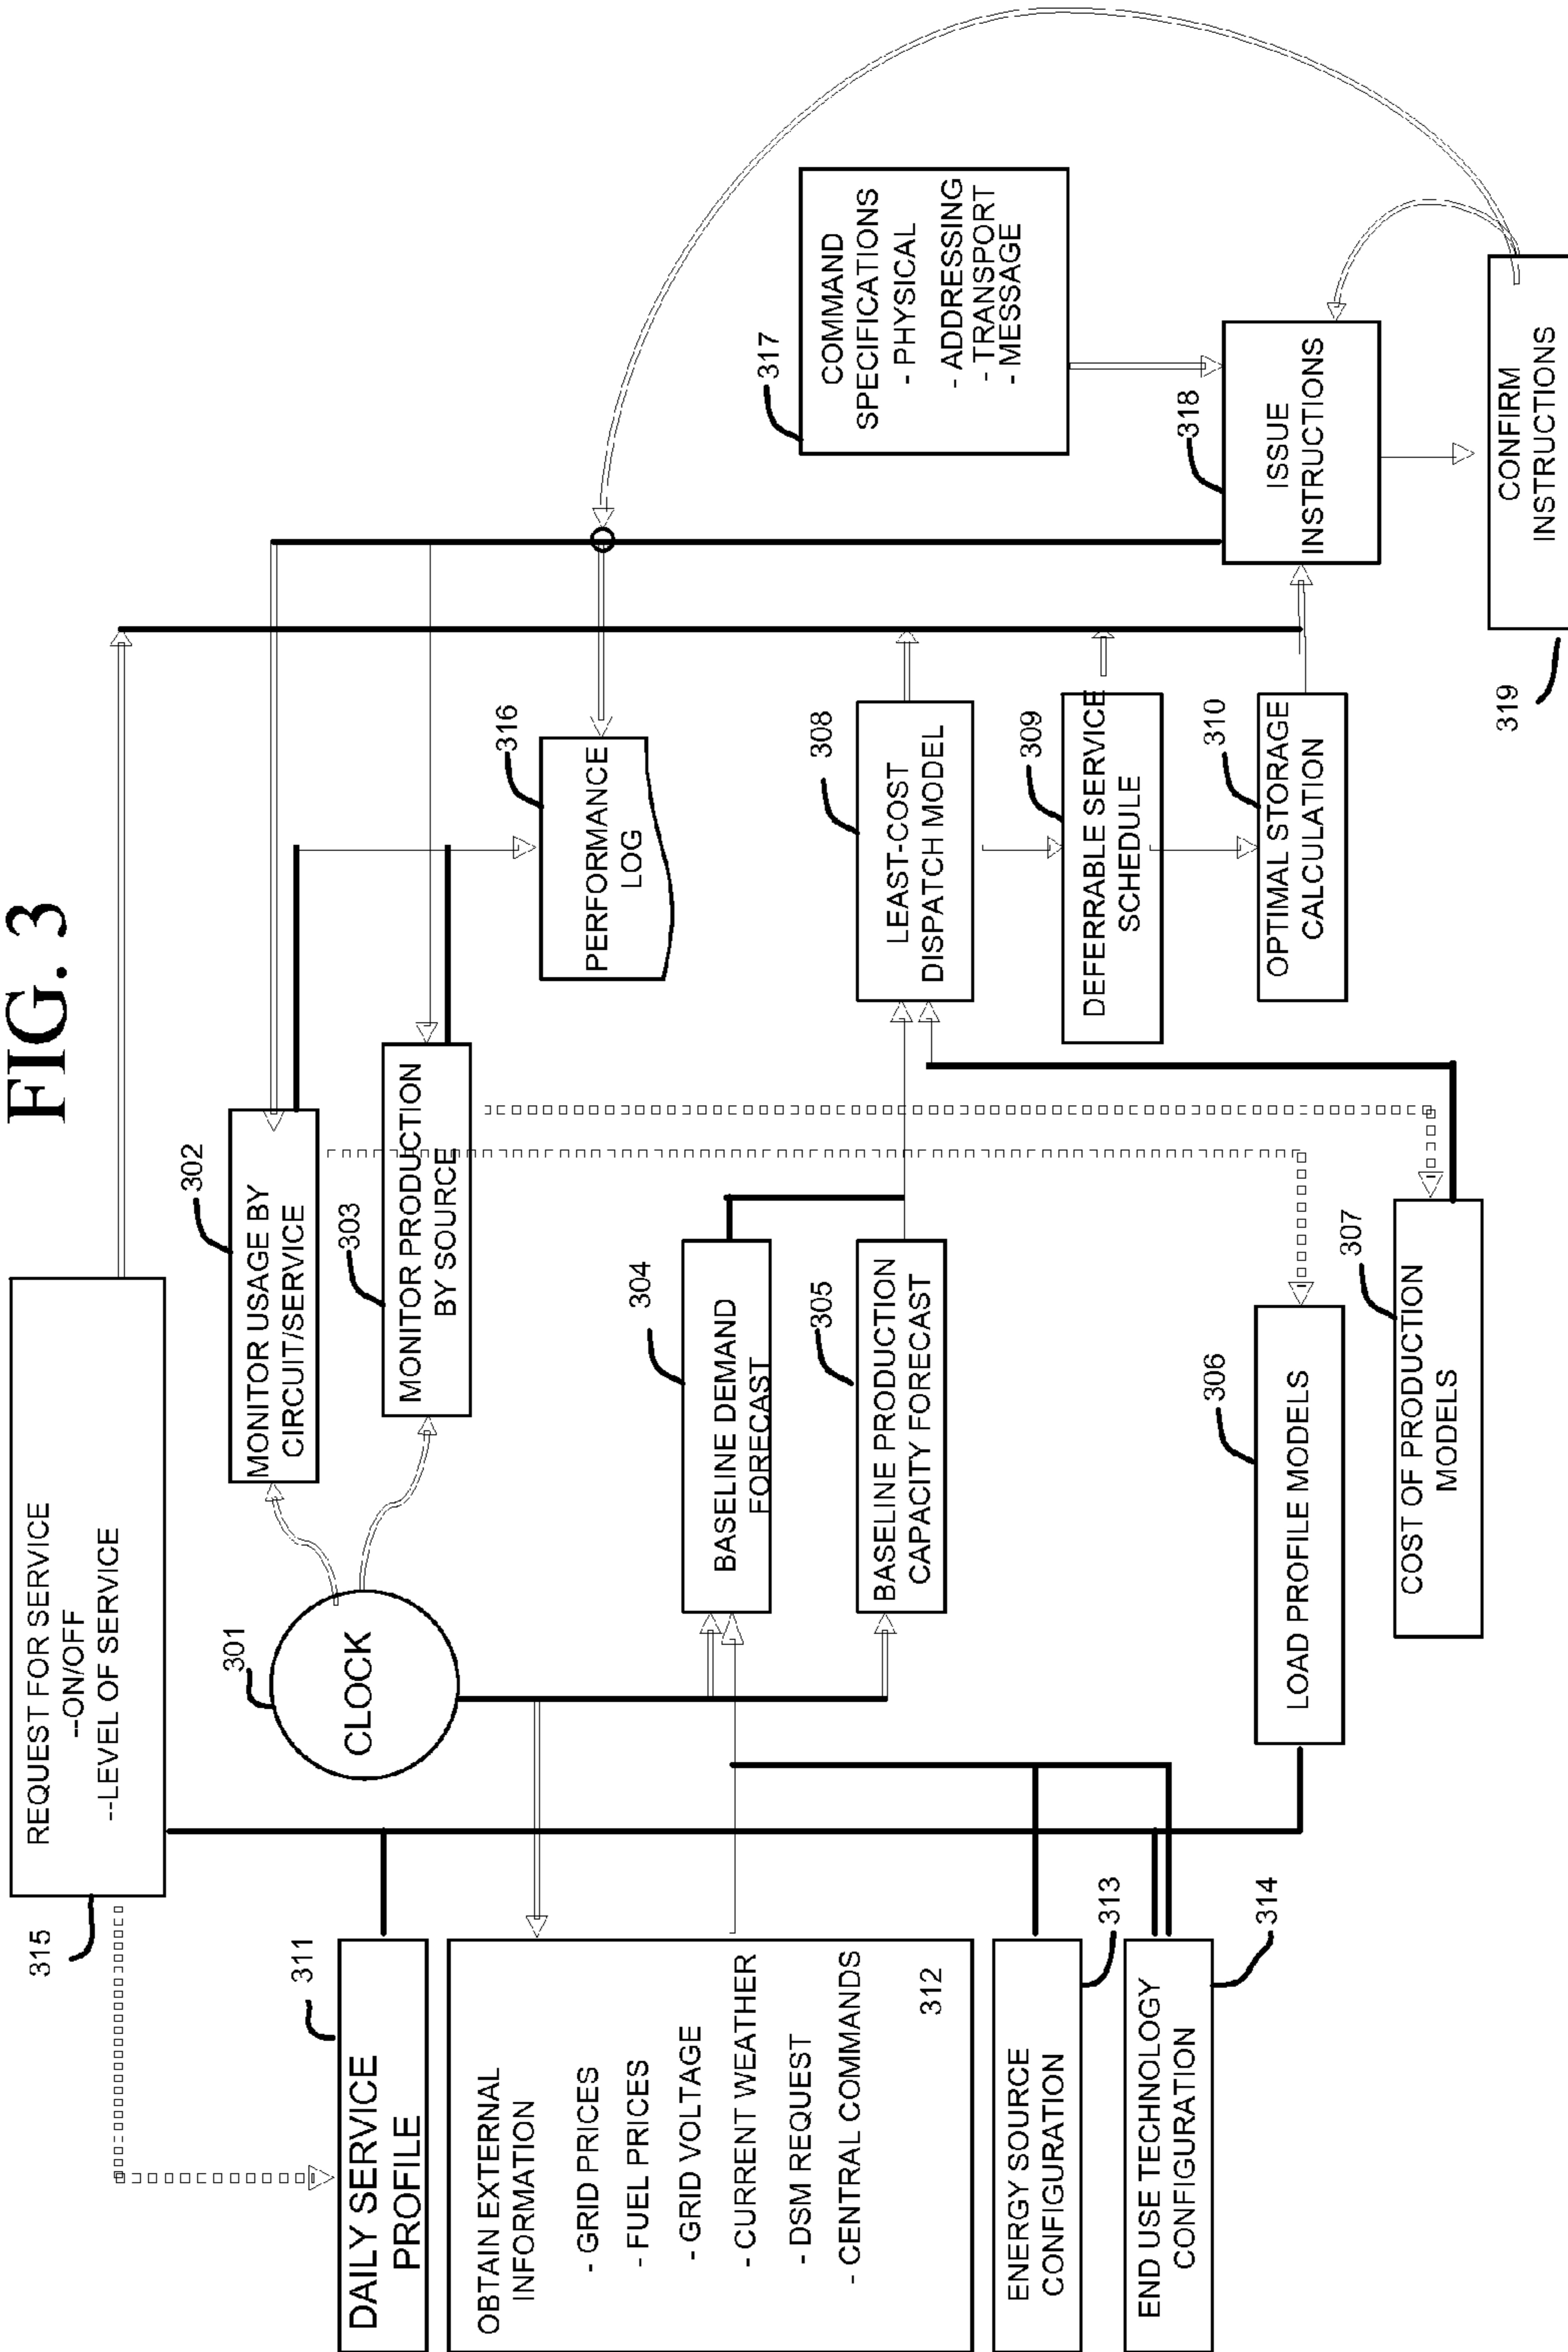 FIG. 3
REQUEST FOR SERVICE
--ON/OFF
--LEVEL OF SERVICE
315
301
CLOCK
302
MONITOR USAGE BY
CIRCUIT/SERVICE
303
MONITOR PRODUCTION
BY SOURCE
311
DAILY SERVICE
PROFILE
OBTAIN EXTERNAL
INFORMATION
- GRID PRICES
- FUEL PRICES
- GRID VOLTAGE
- CURRENT WEATHER
- DSM REQUEST
- CENTRAL COMMANDS
312
ENERGY SOURCE
CONFIGURATION
313
END USE TECHNOLOGY
CONFIGURATION
314
304
BASELINE DEMAND
FORECAST
305
BASELINE PRODUCTION
CAPACITY FORECAST
306
LOAD PROFILE MODELS
307
COST OF PRODUCTION
MODELS
316
PERFORMANCE
LOG
308
LEAST-COST
DISPATCH MODEL
309
DEFERRABLE SERVICE
SCHEDULE
310
OPTIMAL STORAGE
CALCULATION
317
COMMAND
SPECIFICATIONS
- PHYSICAL
- ADDRESSING
- TRANSPORT
- MESSAGE
318
ISSUE
INSTRUCTIONS
319
CONFIRM
INSTRUCTIONS